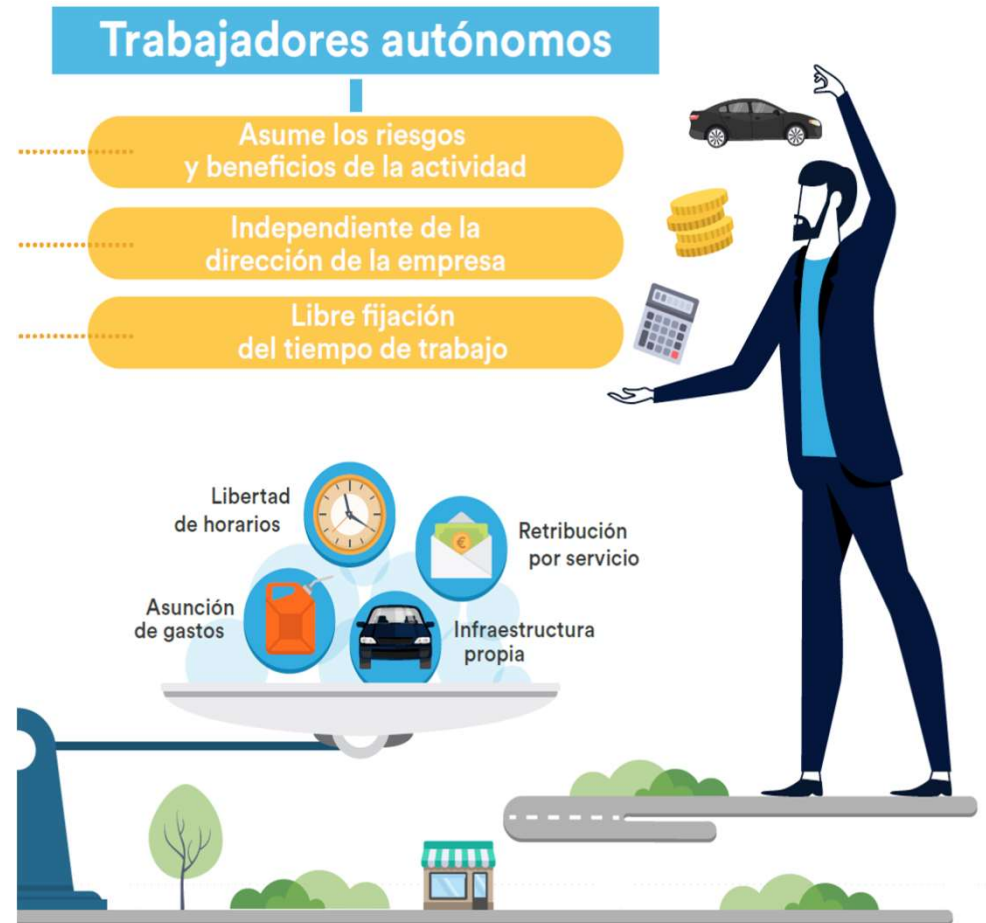 Trabajadores autónomos
Asume los riesgos
y beneficios de la actividad
Independiente de la
dirección de la empresa
Libre fijación
del tiempo de trabajo
Libertad
de horarios
Retribución
por servicio
Asunción
de gastos
Infraestructura
propia